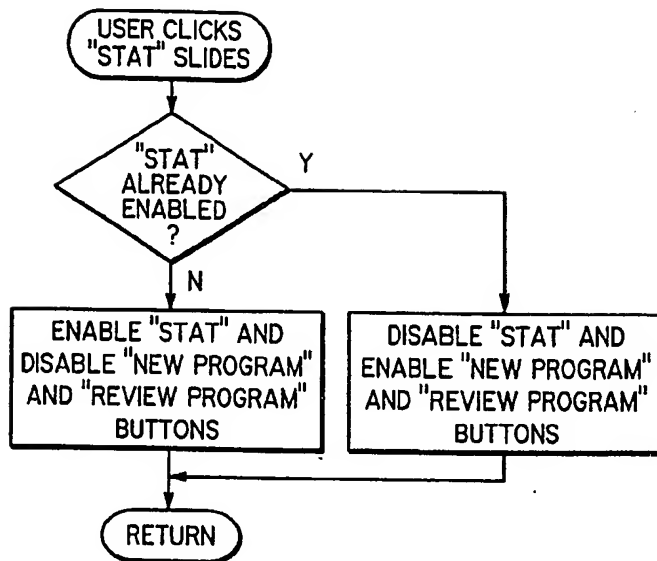 USER CLICKS
"STAT" SLIDES
"STAT"
ALREADY
ENABLED
?
Y
N
ENABLE "STAT" AND
DISABLE "NEW PROGRAM"
AND "REVIEW PROGRAM"
BUTTONS
DISABLE "STAT" AND
ENABLE "NEW PROGRAM"
AND "REVIEW PROGRAM"
BUTTONS
RETURN